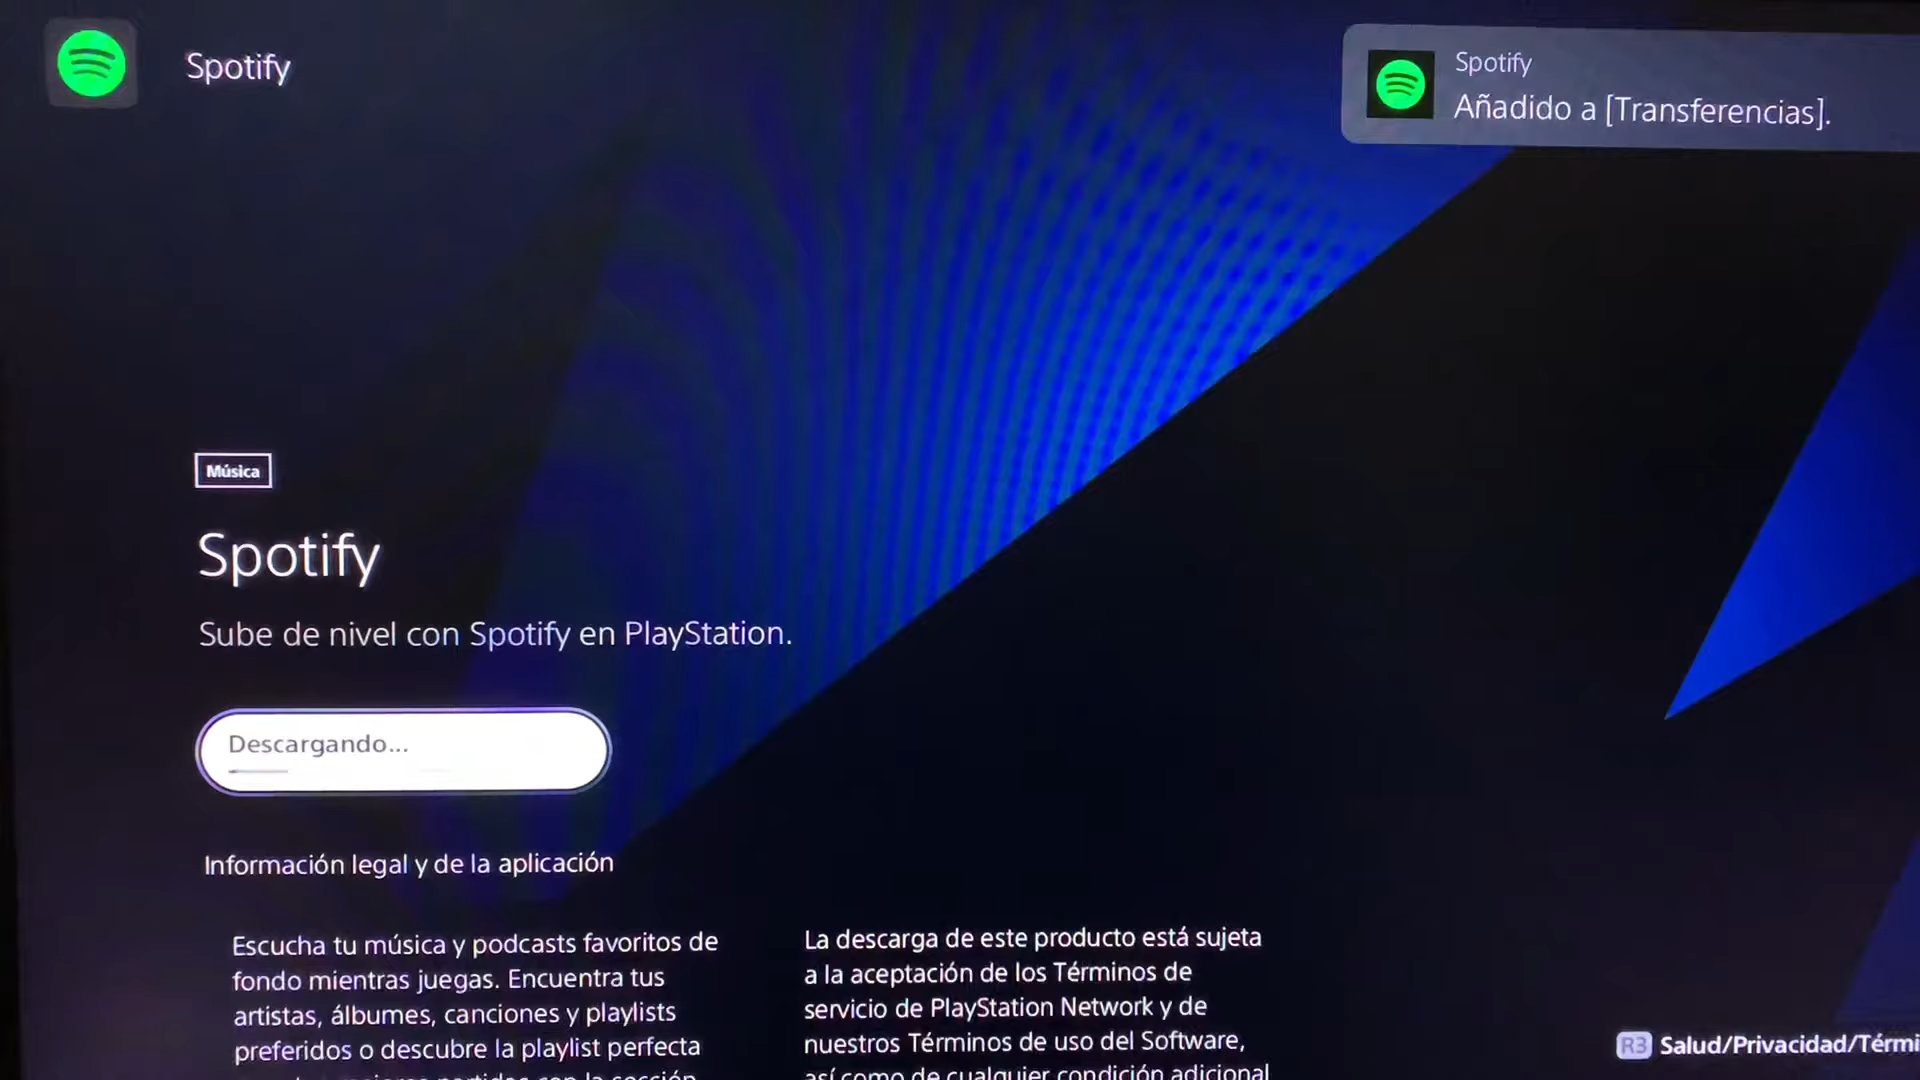 Spotify
Spotify
Añadido a [Transferencias].
Música
Spotify
Sube de nivel con Spotify en PlayStation.
Descargando...
Información legal y de la aplicación
Escucha tu música y podcasts favoritos de
fondo mientras juegas. Encuentra tus
artistas, álbumes, canciones y playlists
preferidos o descubre la playlist perfecta
La descarga de este producto está sujeta
a la aceptación de los Términos de
servicio de PlayStation Network y de
nuestros Términos de uso del Software,
así como de cualquier condición adicional
R3 Salud/Privacidad/Térmi